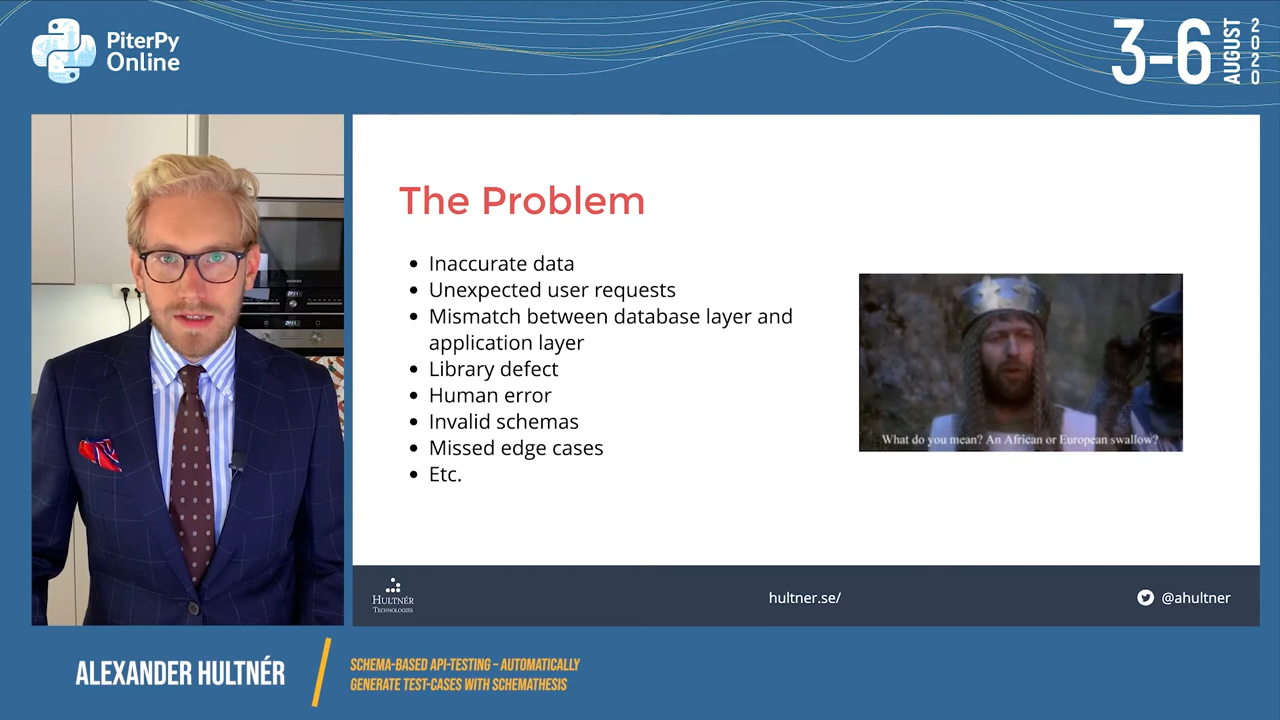 PiterPy
Online
3-6
AUGUST
2020
The Problem
• Inaccurate data
• Unexpected user requests
• Mismatch between database layer and
application layer
• Library defect
• Human error
• Invalid schemas
• Missed edge cases
• Etc.
What do you mean? An African or European swallow?
HULTNÉR
TECHNOLOGIES
hultner.se/
@ahultner
ALEXANDER HULTNÉR
SCHEMA-BASED API-TESTING – AUTOMATICALLY
GENERATE TEST-CASES WITH SCHEMATHESIS